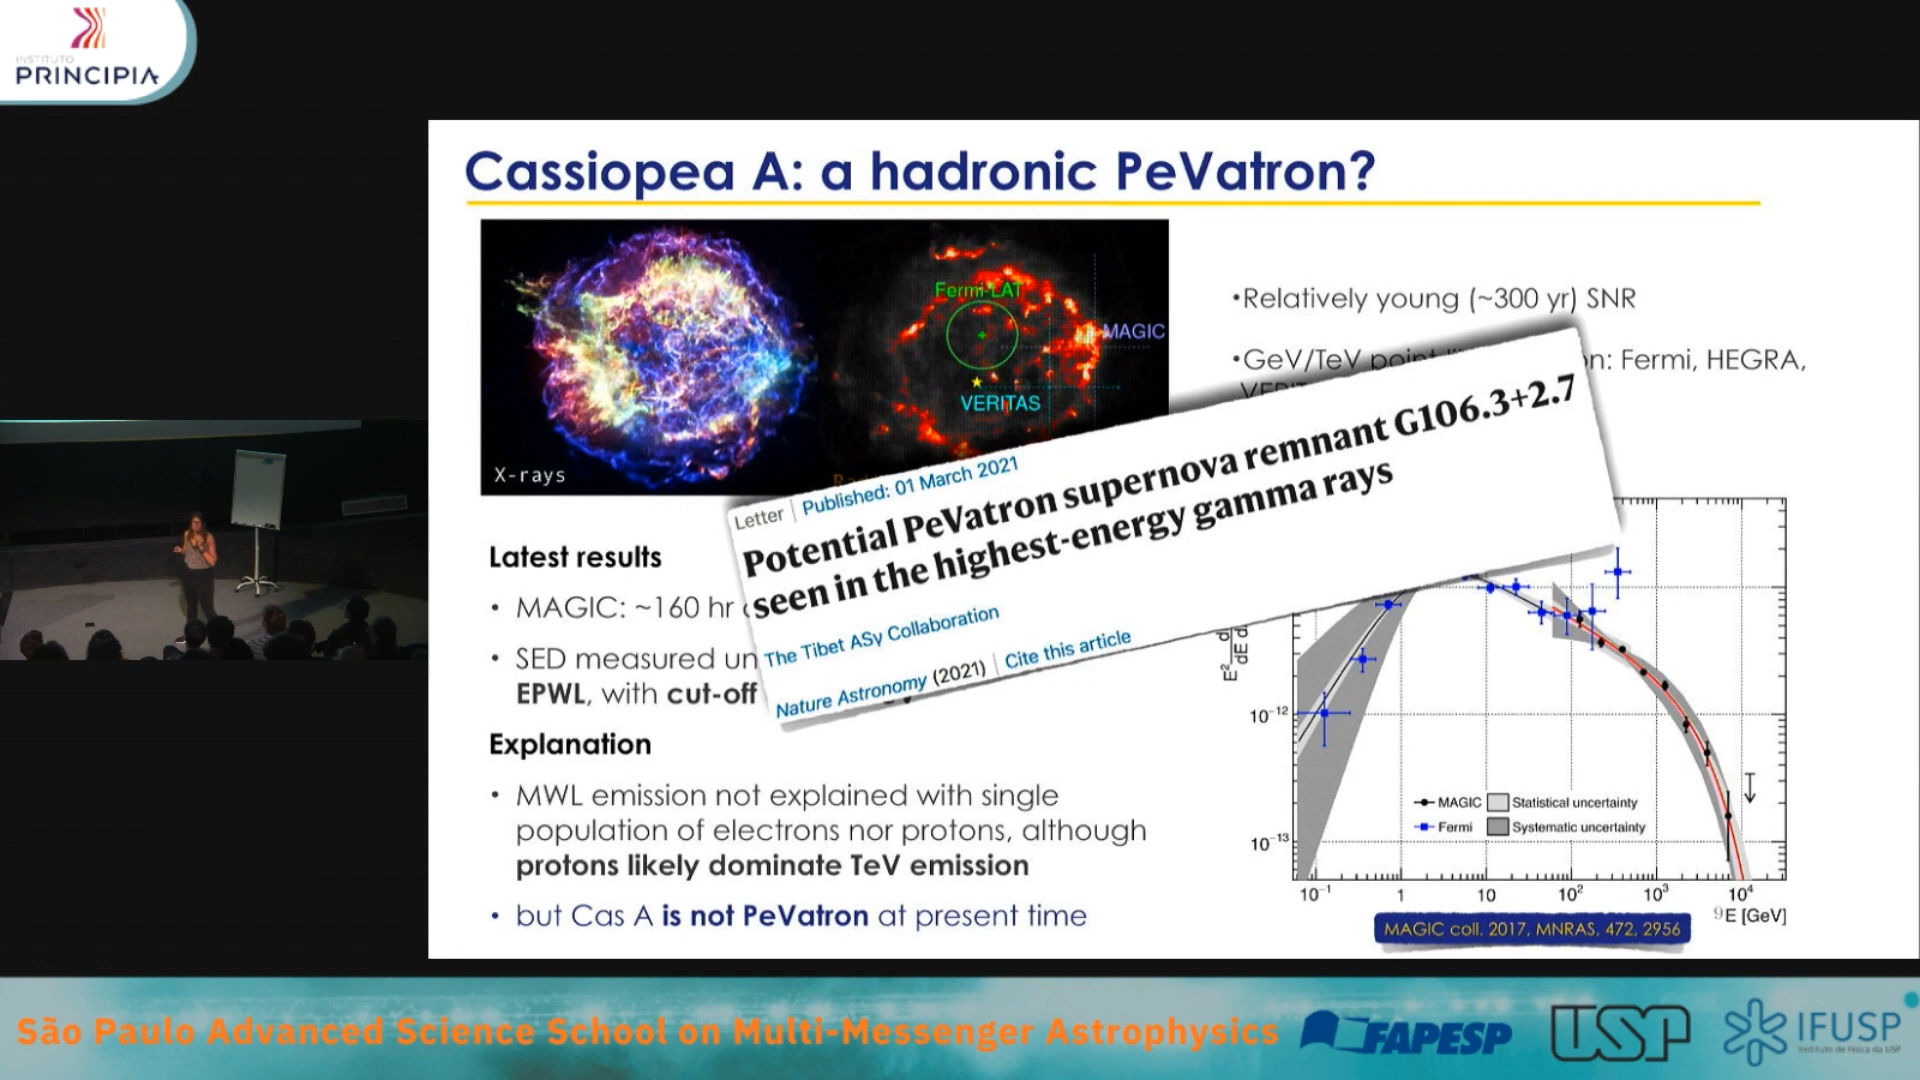 INSTITUTO
PRINCIPIA
Cassiopea A: a hadronic PeVatron?
Fermi-LAT
MAGIC
VERITAS
X-rays
•Relatively young (~300 yr) SNR
•GeV/TeV n: Fermi, HEGRA,
Letter | Published: 01 March 2021
Potential PeVatron supernova remnant G106.3+2.7
seen in the highest-energy gamma rays
The Tibet ASγ Collaboration
Nature Astronomy (2021) | Cite this article
Latest results
• MAGIC: ~160 hr
• SED measured un
EPWL, with cut-off
Explanation
• MWL emission not explained with single
population of electrons nor protons, although
protons likely dominate TeV emission
• but Cas A is not PeVatron at present time
10⁻¹²
10⁻¹³
MAGIC Statistical uncertainty
Fermi Systematic uncertainty
10⁻¹ 1 10 10² 10³ 10⁴
9 E [GeV]
MAGIC coll. 2017, MNRAS, 472, 2956
São Paulo Advanced Science School on Multi-Messenger Astrophysics
FAPESP
USP
IFUSP
Instituto de Física da USP